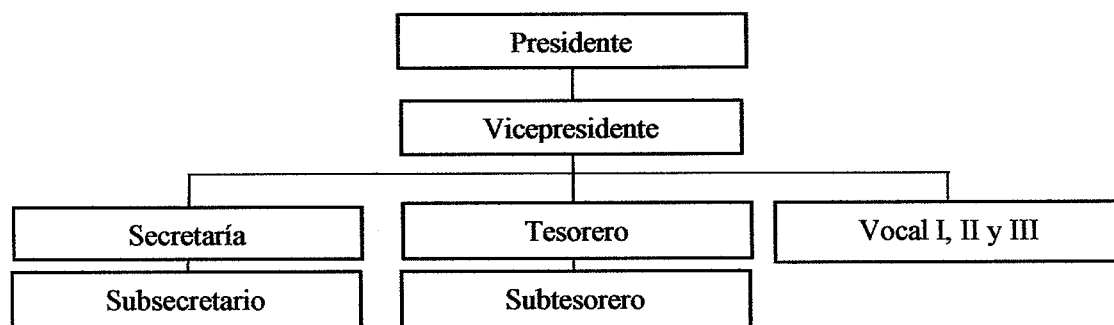 Presidente
Vicepresidente
Secretaría
Tesorero
Vocal I, II y III
Subsecretario
Subtesorero